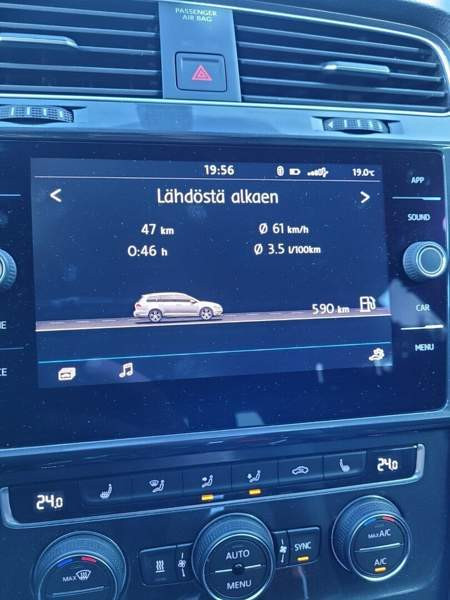 PASSENGER
AIR BAG
19:56
19.0°C
APP
< Lähdöstä alkaen >
SOUND
47 km
Ø 61 km/h
0:46 h
Ø 3.5 l/100km
590 km
CAR
MENU
24.0
24.0
MAX
AUTO
MENU
SYNC
MAX A/C
A/C